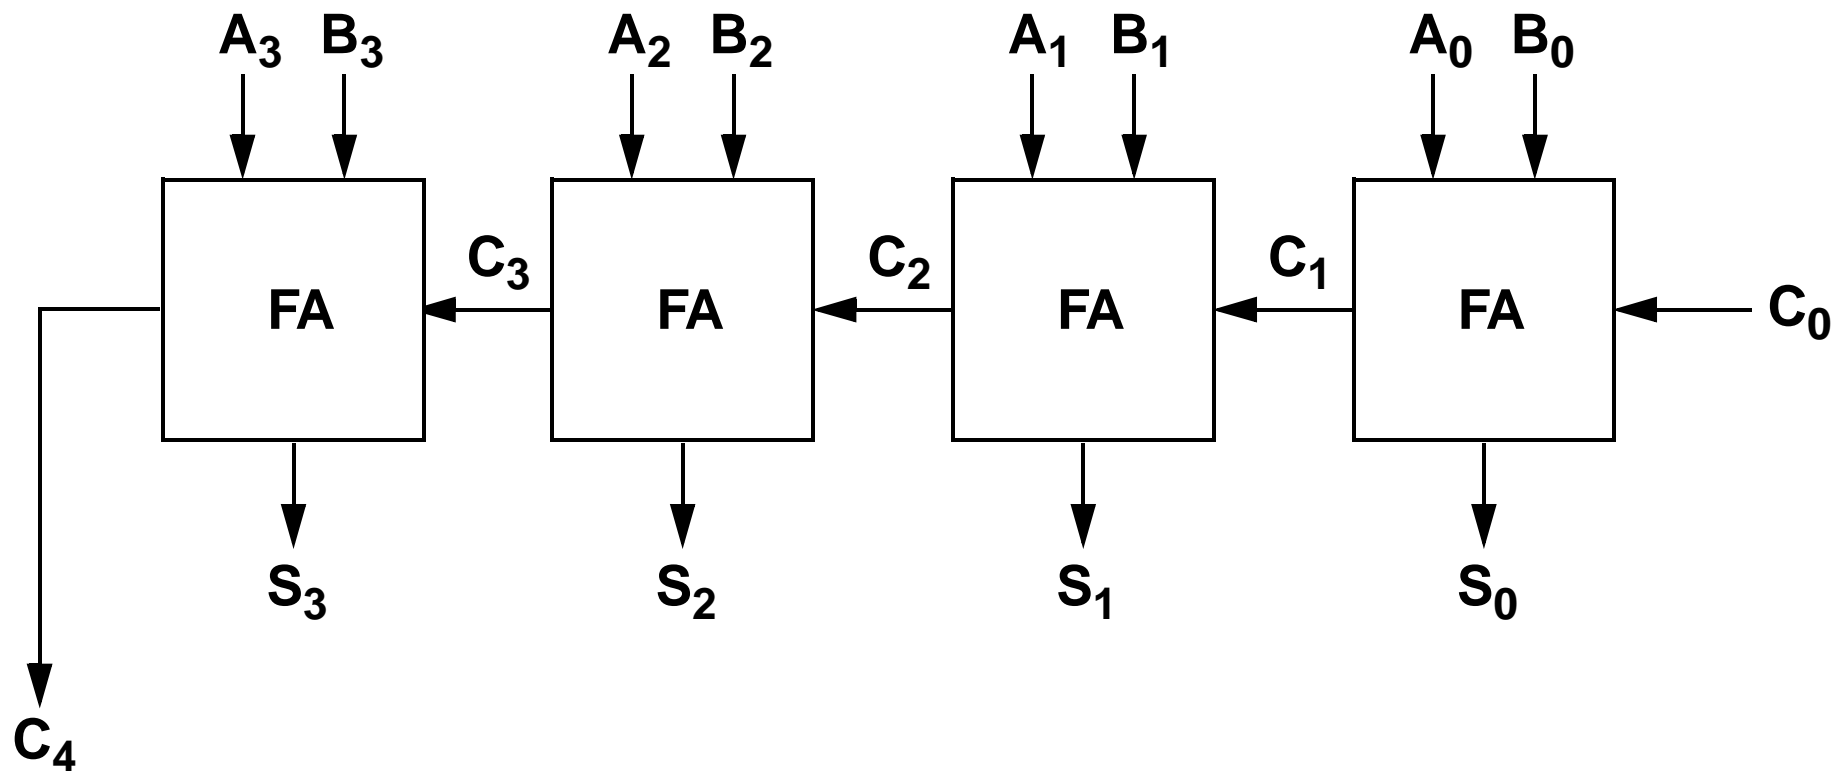 A₃ B₃ A₂ B₂ A₁ B₁ A₀ B₀
C₃ C₂ C₁
FA FA FA FA C₀
S₃ S₂ S₁ S₀
C₄